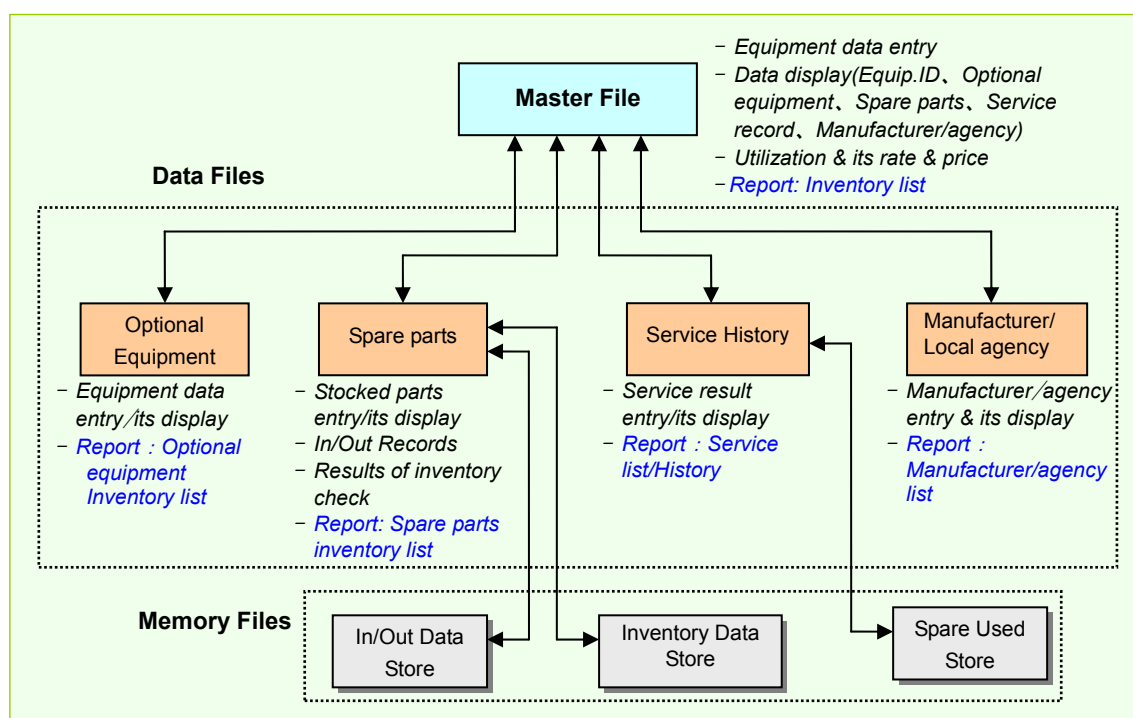 Master File
− Equipment data entry
− Data display(Equip.ID、Optional
equipment、Spare parts、Service
record、Manufacturer/agency)
− Utilization & its rate & price
− Report: Inventory list
Data Files
Optional
Equipment
− Equipment data
entry/its display
− Report：Optional
equipment
Inventory list
Spare parts
− Stocked parts
entry/its display
− In/Out Records
− Results of inventory
check
− Report: Spare parts
inventory list
Service History
− Service result
entry/its display
− Report：Service
list/History
Manufacturer/
Local agency
− Manufacturer/agency
entry & its display
− Report：
Manufacturer/agency
list
Memory Files
In/Out Data
Store
Inventory Data
Store
Spare Used
Store